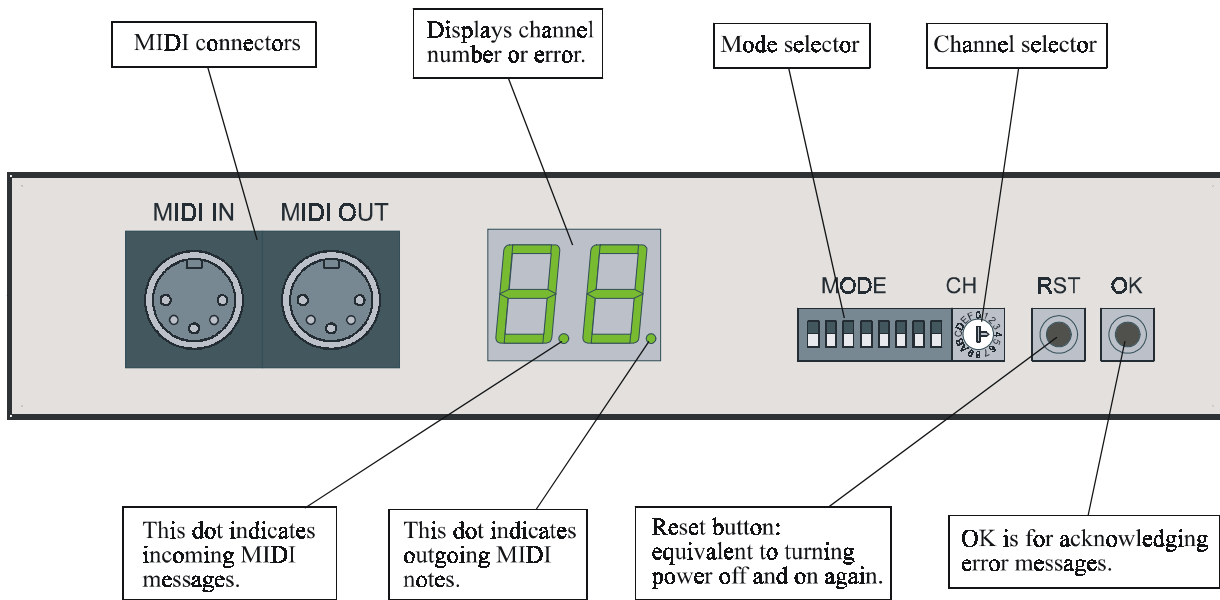 MIDI connectors
Displays channel
number or error.
Mode selector
Channel selector
MIDI IN
MIDI OUT
MODE
CH
RST
OK
0123456789ABCDEF
This dot indicates
incoming MIDI
messages.
This dot indicates
outgoing MIDI
notes.
Reset button:
equivalent to turning
power off and on again.
OK is for acknowledging
error messages.